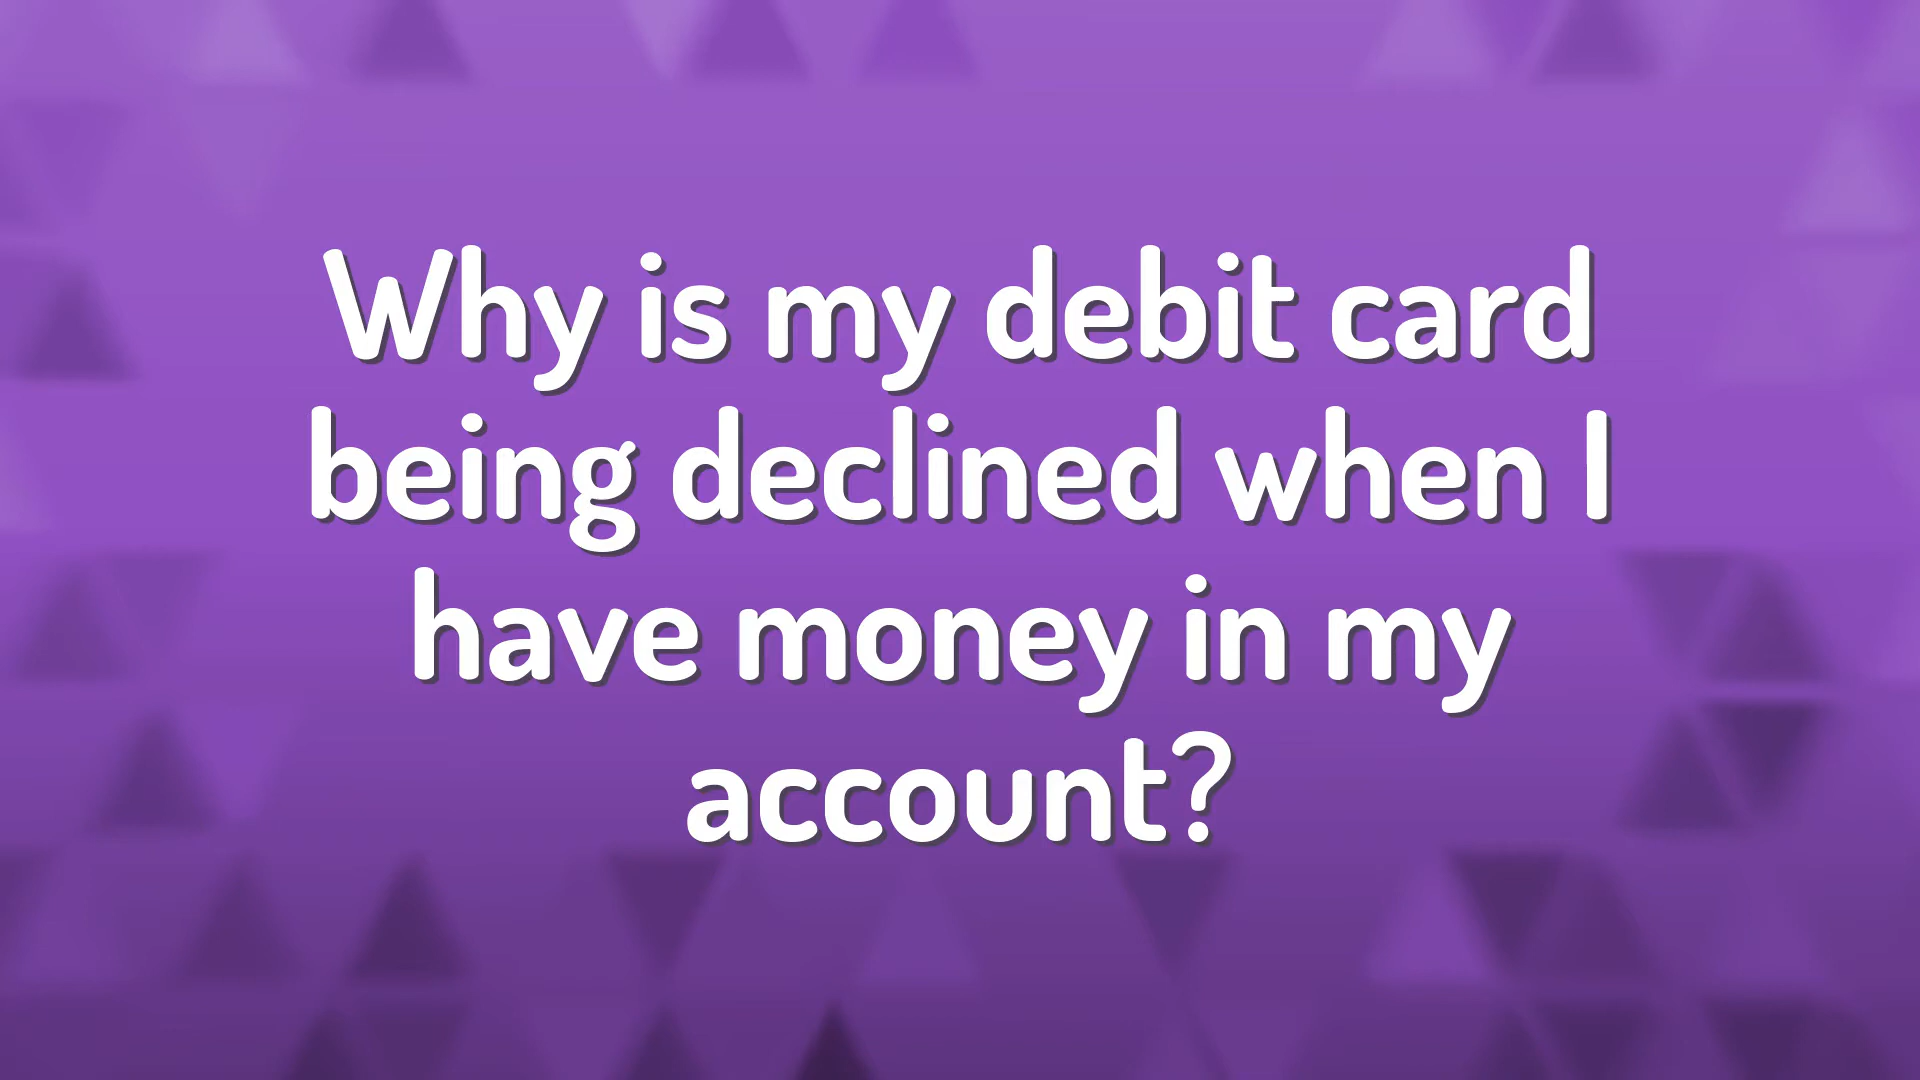 Why is my debit card
being declined when I
have money in my
account?